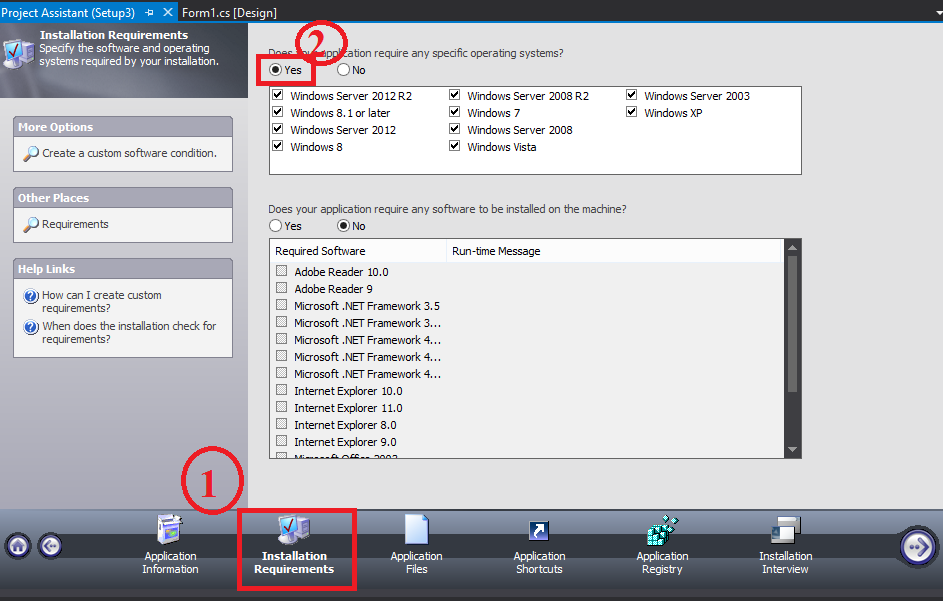 Project Assistant (Setup3)
Form1.cs [Design]
Installation Requirements
Specify the software and operating
systems required by your installation.
More Options
Create a custom software condition.
Other Places
Requirements
Help Links
How can I create custom
requirements?
When does the installation check for
requirements?
2
Does your application require any specific operating systems?
Yes No
Windows Server 2012 R2 Windows Server 2008 R2 Windows Server 2003
Windows 8.1 or later Windows 7 Windows XP
Windows Server 2012 Windows Server 2008
Windows 8 Windows Vista
Does your application require any software to be installed on the machine?
Yes No
Required Software Run-time Message
Adobe Reader 10.0
Adobe Reader 9
Microsoft .NET Framework 3.5
Microsoft .NET Framework 3...
Microsoft .NET Framework 4...
Microsoft .NET Framework 4...
Microsoft .NET Framework 4...
Internet Explorer 10.0
Internet Explorer 11.0
Internet Explorer 8.0
Internet Explorer 9.0
Microsoft Office 2003
1
Application
Information
Installation
Requirements
Application
Files
Application
Shortcuts
Application
Registry
Installation
Interview